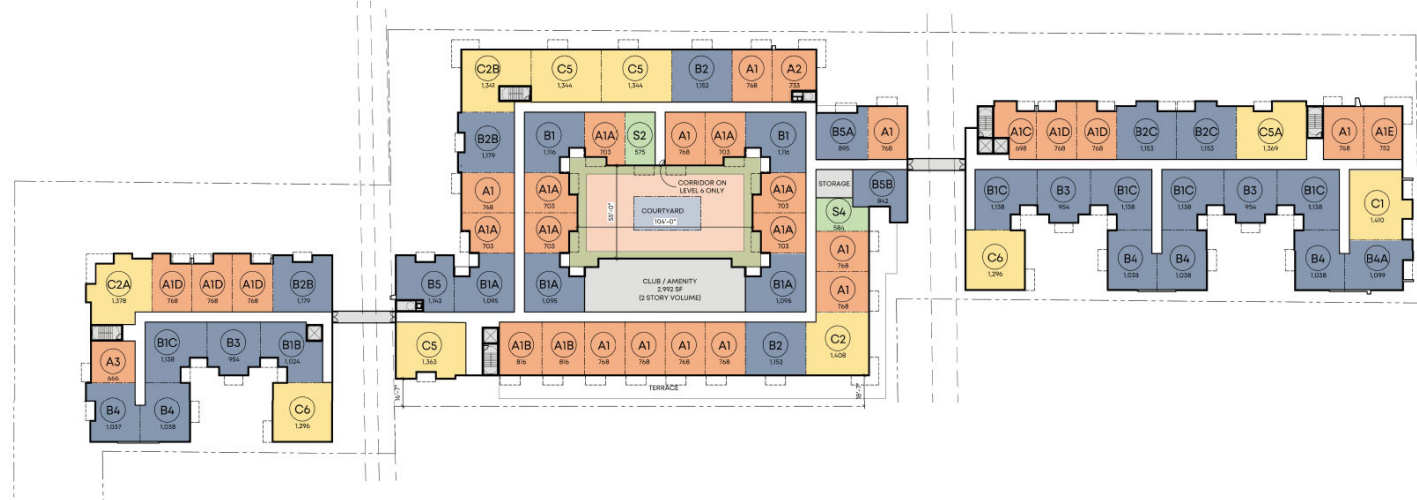 C2B
1,341
C5
1,344
C5
1,344
B2
1,152
A1
768
A2
733
B2B
1,179
B1
1,116
A1A
703
S2
575
A1
768
A1A
703
B1
1,116
B5A
895
A1
768
A1
768
A1A
703
A1A
703
A1A
703
CORRIDOR ON
LEVEL 6 ONLY
COURTYARD
104'-0"
55'-0"
A1A
703
A1A
703
STORAGE
B5B
842
S4
584
A1
768
A1
768
B5
1,143
B1A
1,095
B1A
1,095
CLUB / AMENITY
2,992 SF
(2 STORY VOLUME)
B1A
1,095
C5
1,363
A1B
816
A1B
816
A1
768
A1
768
A1
768
A1
768
B2
1,152
C2
1,408
TERRACE
16'-7"
18'-7"
C2A
1,378
A1D
768
A1D
768
A1D
768
B2B
1,179
A3
666
B1C
1,138
B3
954
B1B
1,024
B4
1,037
B4
1,038
C6
1,296
A1C
698
A1D
768
A1D
768
B2C
1,153
B2C
1,153
C5A
1,369
A1
768
A1E
752
B1C
1,138
B3
954
B1C
1,138
B1C
1,138
B3
954
B1C
1,138
C1
1,410
C6
1,296
B4
1,038
B4
1,038
B4
1,038
B4A
1,099